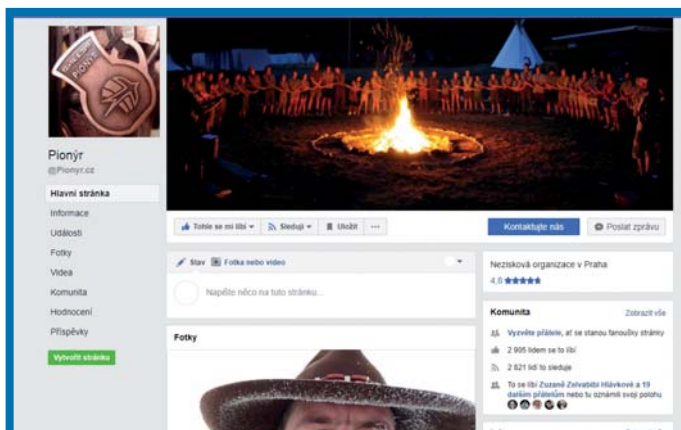 PIONÝR
Pionýr
@Pionyr.cz
Hlavní stránka
Informace
Události
Fotky
Videa
Komunita
Hodnocení
Příspěvky
Vytvořit stránku
Tohle se mi líbí
Sleduji
Uložit
Kontaktujte nás
Poslat zprávu
Stav
Fotka nebo video
Napište něco na tuto stránku...
Fotky
Nezisková organizace v Praha
4,8
Komunita
Zobrazit vše
Vyzvěte přátele, ať se stanou fanoušky stránky
2 905 lidem se to líbí
2 821 lidí to sleduje
To se líbí Zuzaně Zelvabibi Hlávkové a 19
dalším přátelům nebo tu oznámili svoji polohu